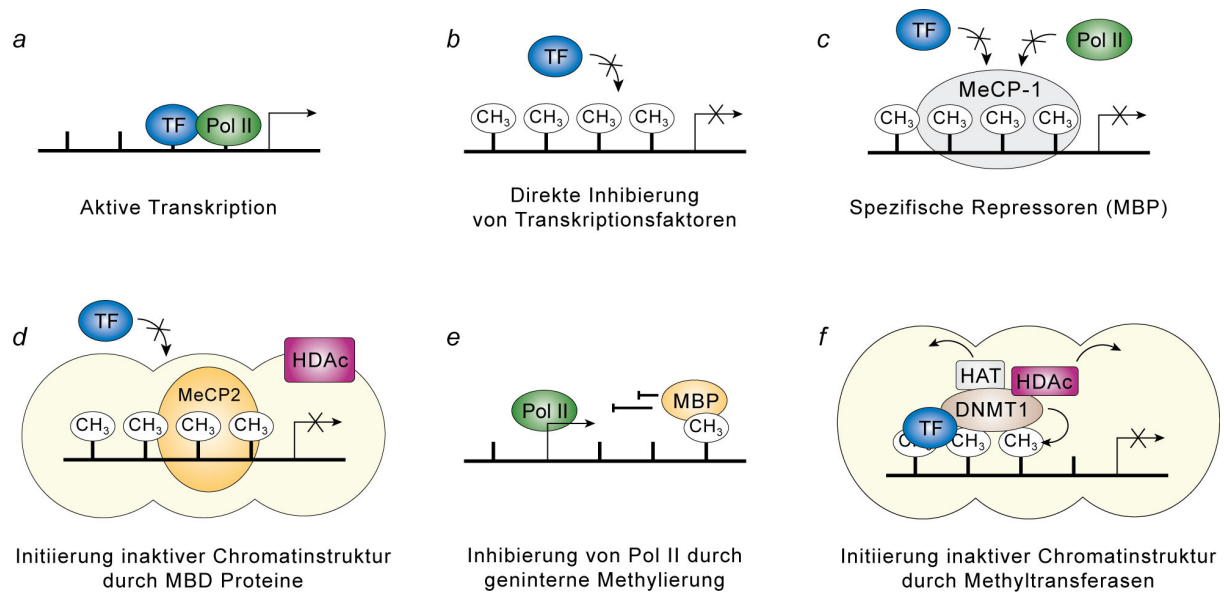 a
TF
Pol II
Aktive Transkription
b
TF
CH3 CH3 CH3 CH3
Direkte Inhibierung
von Transkriptionsfaktoren
c
TF
Pol II
MeCP-1
CH3 CH3 CH3 CH3
Spezifische Repressoren (MBP)
d
TF
HDAc
MeCP2
CH3 CH3 CH3 CH3
Initiierung inaktiver Chromatinstruktur
durch MBD Proteine
e
Pol II
MBP
CH3
Inhibierung von Pol II durch
geninterne Methylierung
f
HAT
HDAc
DNMT1
TF
CH3 CH3 CH3
Initiierung inaktiver Chromatinstruktur
durch Methyltransferasen